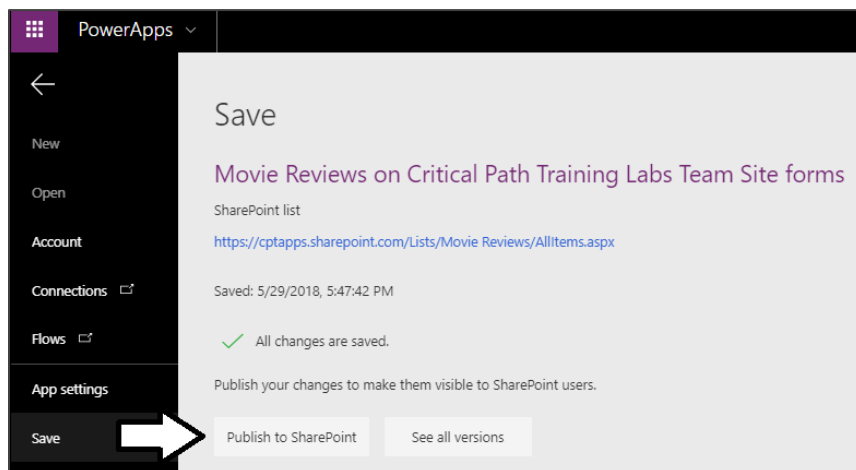 PowerApps
New
Open
Account
Connections
Flows
App settings
Save
Save
Movie Reviews on Critical Path Training Labs Team Site forms
SharePoint list
https://cptapps.sharepoint.com/Lists/Movie Reviews/AllItems.aspx
Saved: 5/29/2018, 5:47:42 PM
All changes are saved.
Publish your changes to make them visible to SharePoint users.
Publish to SharePoint See all versions